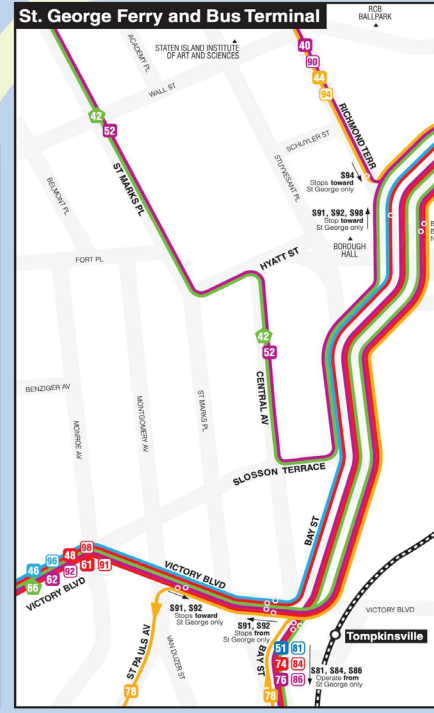 St. George Ferry and Bus Terminal
RCB
BALLPARK
ACADEMY PL
STATEN ISLAND INSTITUTE
OF ART AND SCIENCES
40
90
44
94
WALL ST
RICHMOND TERR
42
52
SCHUYLER ST
STUYVESANT PL
ST MARKS PL
BELMONT PL
S94
Stops toward
St George only
S91, S92, S98
Stop toward
St George only
BOROUGH
HALL
HYATT ST
FORT PL
42
52
CENTRAL AV
BENZIGER AV
MONROE AV
MONTGOMERY AV
ST MARKS PL
SLOSSON TERRACE
BAY ST
46
96
48
98
66
62
92
61
91
VICTORY BLVD
VICTORY BLVD
VICTORY BLVD
S91, S92
Stops toward
St George only
S91, S92
Stops from
St George only
Tompkinsville
ST PAULS AV
VAN DUZER ST
BAY ST
51
81
74
84
76
86
S81, S84, S86
Operate from
St George only
78
78